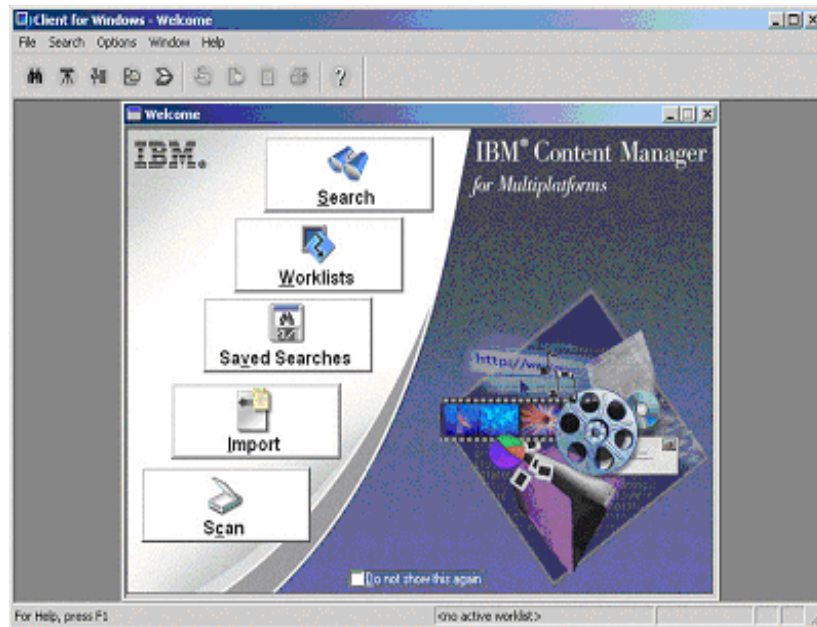 Client for Windows - Welcome
File Search Options Window Help
?
Welcome
IBM®
IBM® Content Manager
for Multiplatforms
Search
Worklists
Saved Searches
Import
Scan
http://w
Do not show this again
For Help, press F1
<no active worklist>